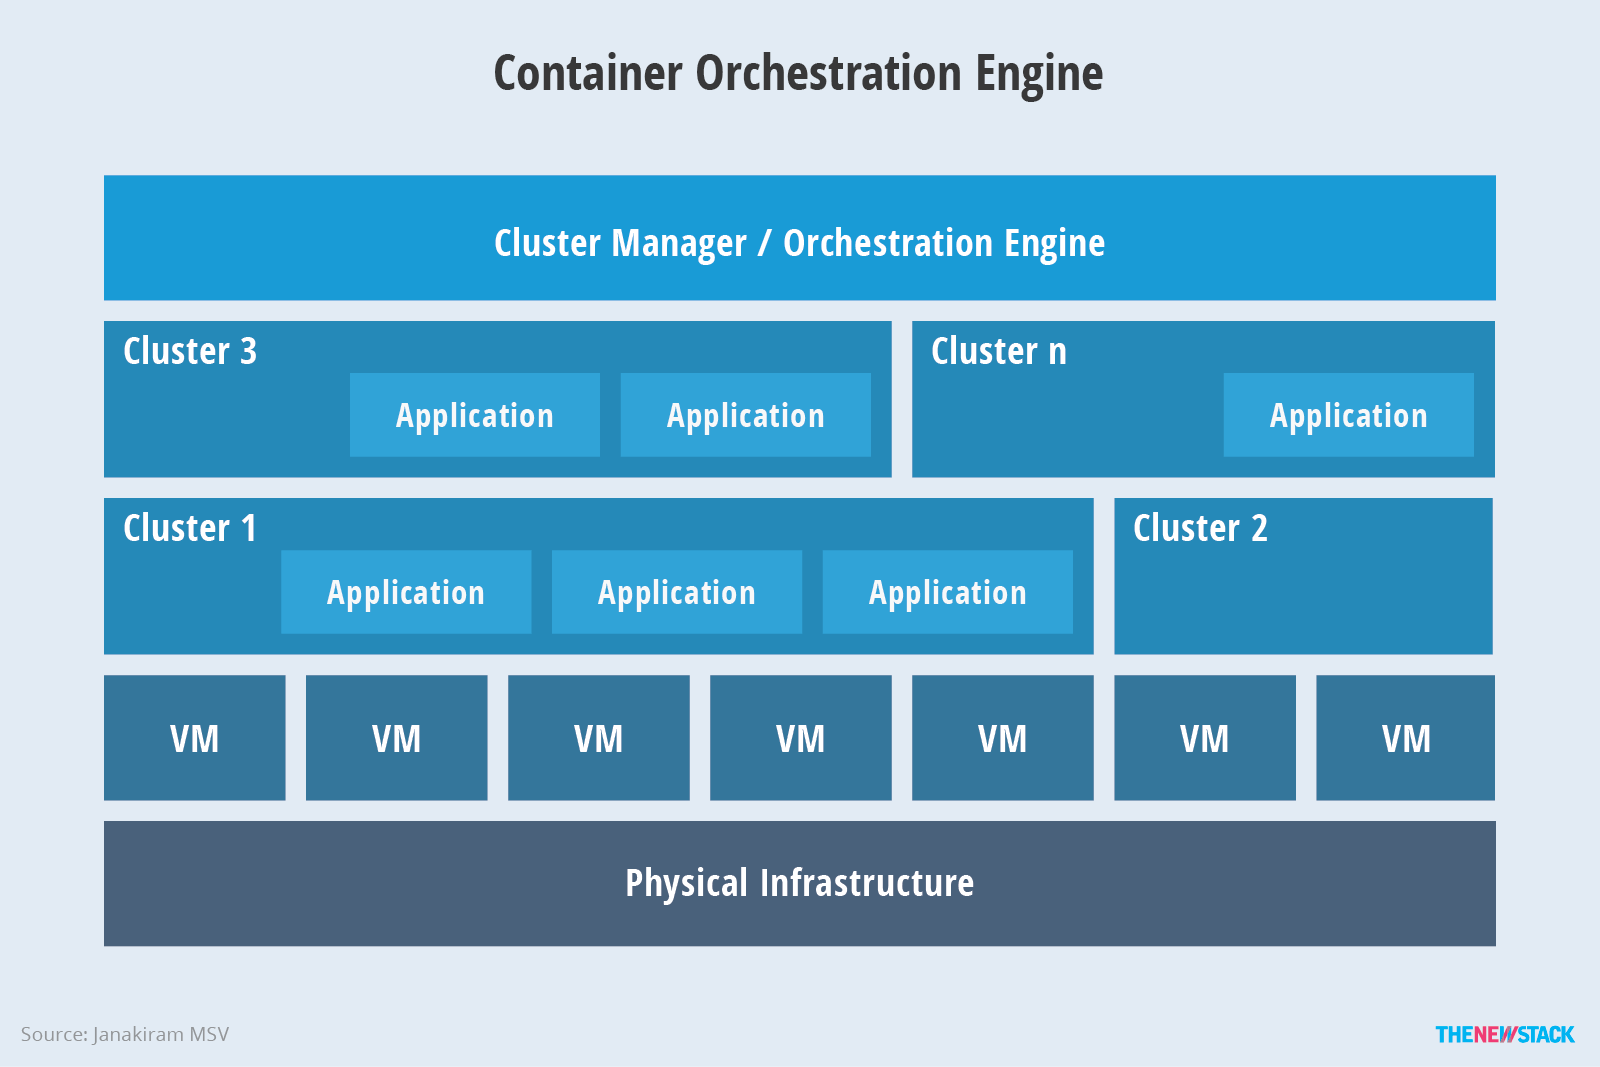 Container Orchestration Engine
Cluster Manager / Orchestration Engine
Cluster 3
Application
Application
Cluster n
Application
Cluster 1
Application
Application
Application
Cluster 2
VM
VM
VM
VM
VM
VM
VM
Physical Infrastructure
Source: Janakiram MSV
THENEWSTACK